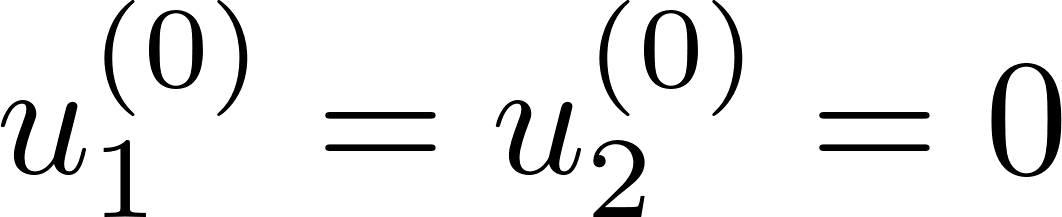 u_1^{(0)} = u_2^{(0)} = 0